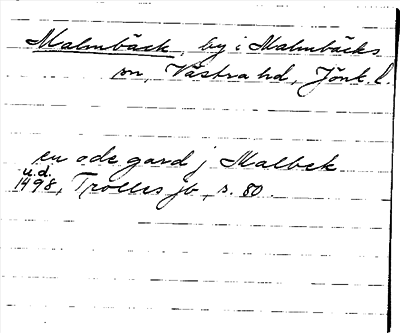 Malmbäck, by i Malmbäcks
sn, Västra hd, Jönk. l.
en ode gard j Malbek
u.d.
1498, Trolles jb, s. 80.